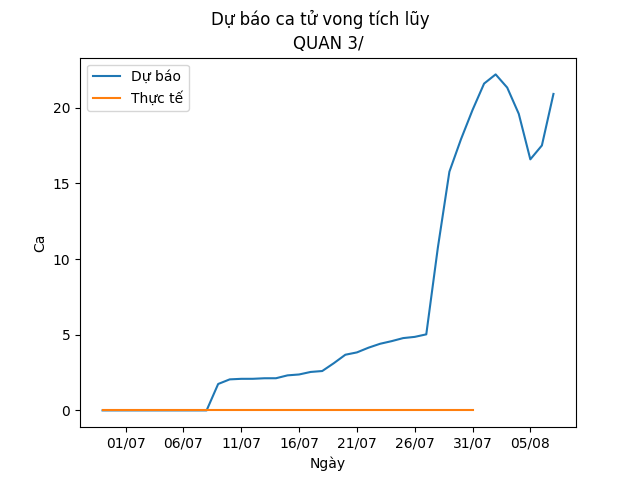 Dự báo ca tử vong tích lũy
QUAN 3/
Dự báo
Thực tế
Ca
20
15
10
5
0
01/07 06/07 11/07 16/07 21/07 26/07 31/07 05/08
Ngày